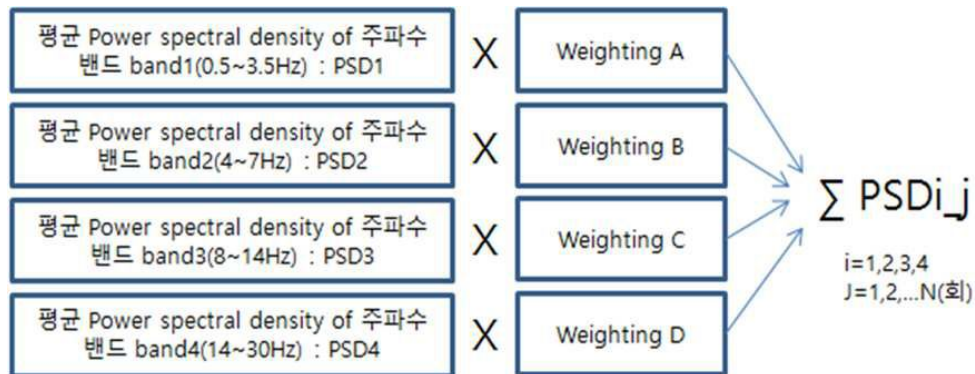 평균 Power spectral density of 주파수
밴드 band1(0.5~3.5Hz) : PSD1
X
Weighting A
평균 Power spectral density of 주파수
밴드 band2(4~7Hz) : PSD2
X
Weighting B
평균 Power spectral density of 주파수
밴드 band3(8~14Hz) : PSD3
X
Weighting C
평균 Power spectral density of 주파수
밴드 band4(14~30Hz) : PSD4
X
Weighting D
∑ PSDi_j
i=1,2,3,4
J=1,2,...N(회)